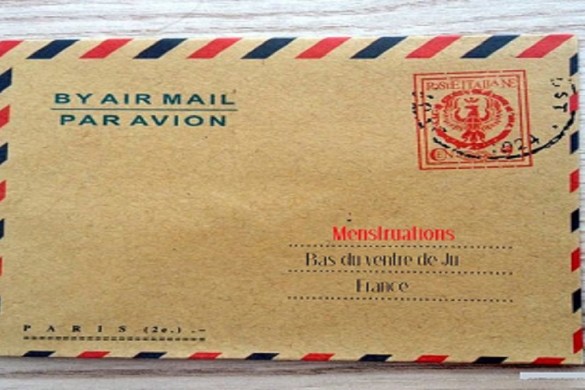 BY AIR MAIL
PAR AVION
POSTE ITALIANE
Menstruations
Bas du ventre de Ju
France
PARIS (2e.) .-